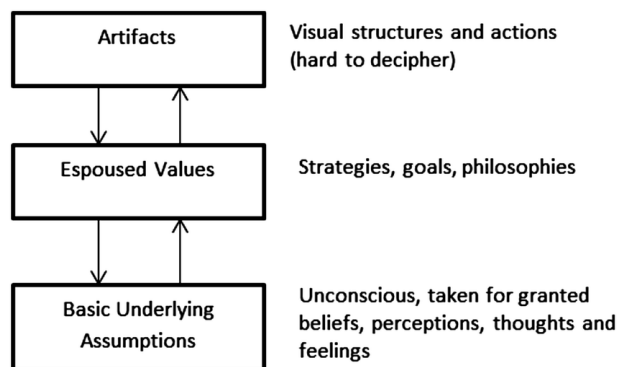 Artifacts
Visual structures and actions
(hard to decipher)
Espoused Values
Strategies, goals, philosophies
Basic Underlying
Assumptions
Unconscious, taken for granted
beliefs, perceptions, thoughts and
feelings